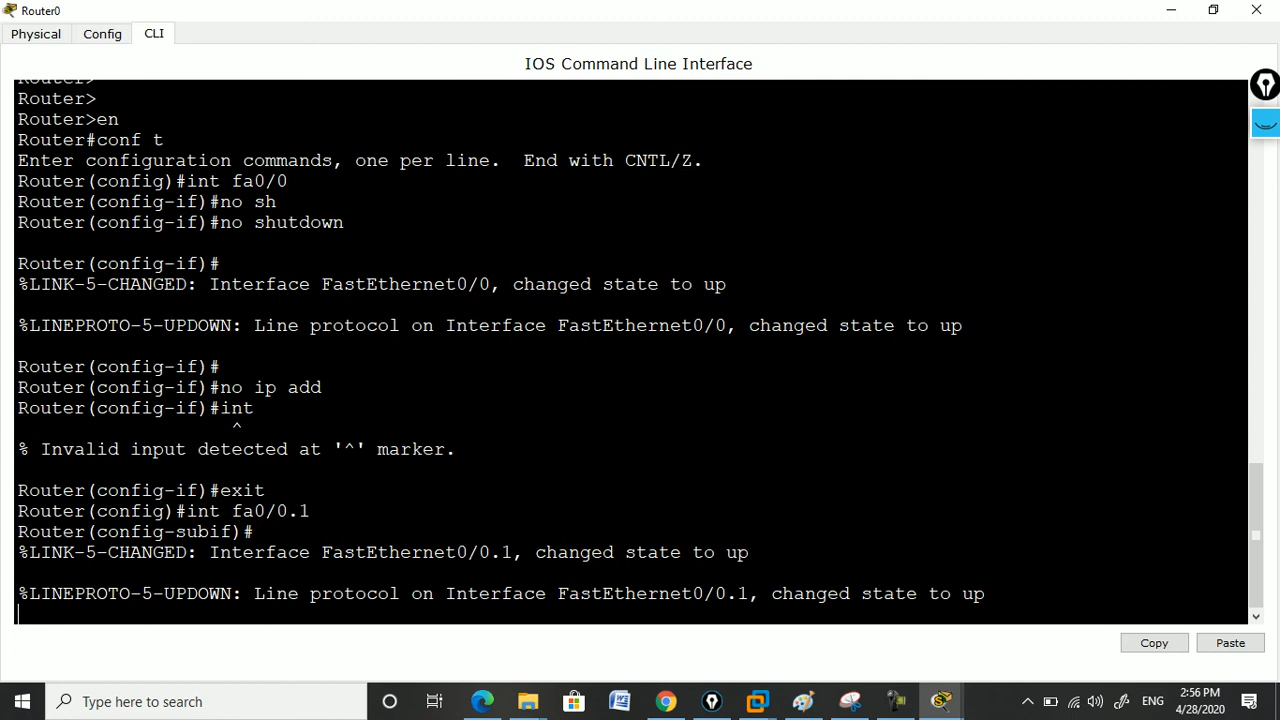 Router0
Physical
Config
CLI
IOS Command Line Interface
Router>
Router>
Router>en
Router#conf t
Enter configuration commands, one per line.  End with CNTL/Z.
Router(config)#int fa0/0
Router(config-if)#no sh
Router(config-if)#no shutdown
Router(config-if)#
%LINK-5-CHANGED: Interface FastEthernet0/0, changed state to up
%LINEPROTO-5-UPDOWN: Line protocol on Interface FastEthernet0/0, changed state to up
Router(config-if)#
Router(config-if)#no ip add
Router(config-if)#int
^
% Invalid input detected at '^' marker.
Router(config-if)#exit
Router(config)#int fa0/0.1
Router(config-subif)#
%LINK-5-CHANGED: Interface FastEthernet0/0.1, changed state to up
%LINEPROTO-5-UPDOWN: Line protocol on Interface FastEthernet0/0.1, changed state to up
Copy
Paste
Type here to search
ENG
2:56 PM
4/28/2020